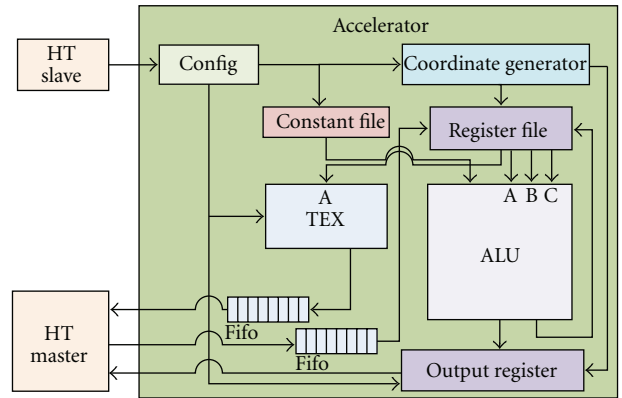 Accelerator
HT
slave
Config
Coordinate generator
Constant file
Register file
A
TEX
A B C
ALU
Fifo
Fifo
HT
master
Output register